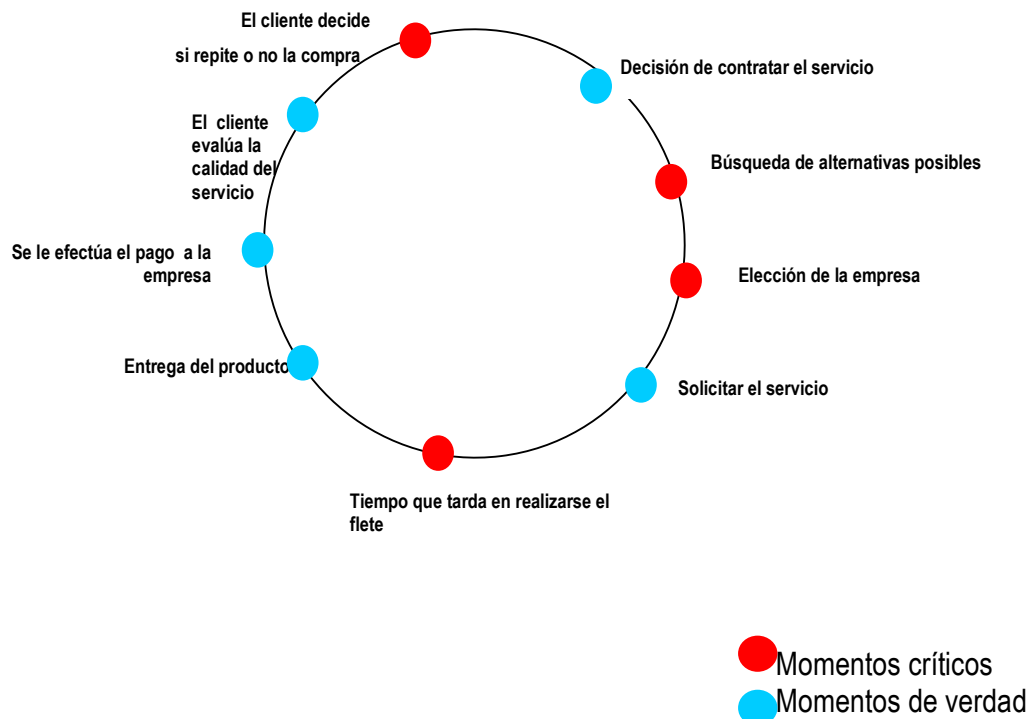 El cliente decide
si repite o no la compra
Decisión de contratar el servicio
El cliente
evalúa la
calidad del
servicio
Búsqueda de alternativas posibles
Se le efectúa el pago a la
empresa
Elección de la empresa
Entrega del producto
Solicitar el servicio
Tiempo que tarda en realizarse el
flete
Momentos críticos
Momentos de verdad